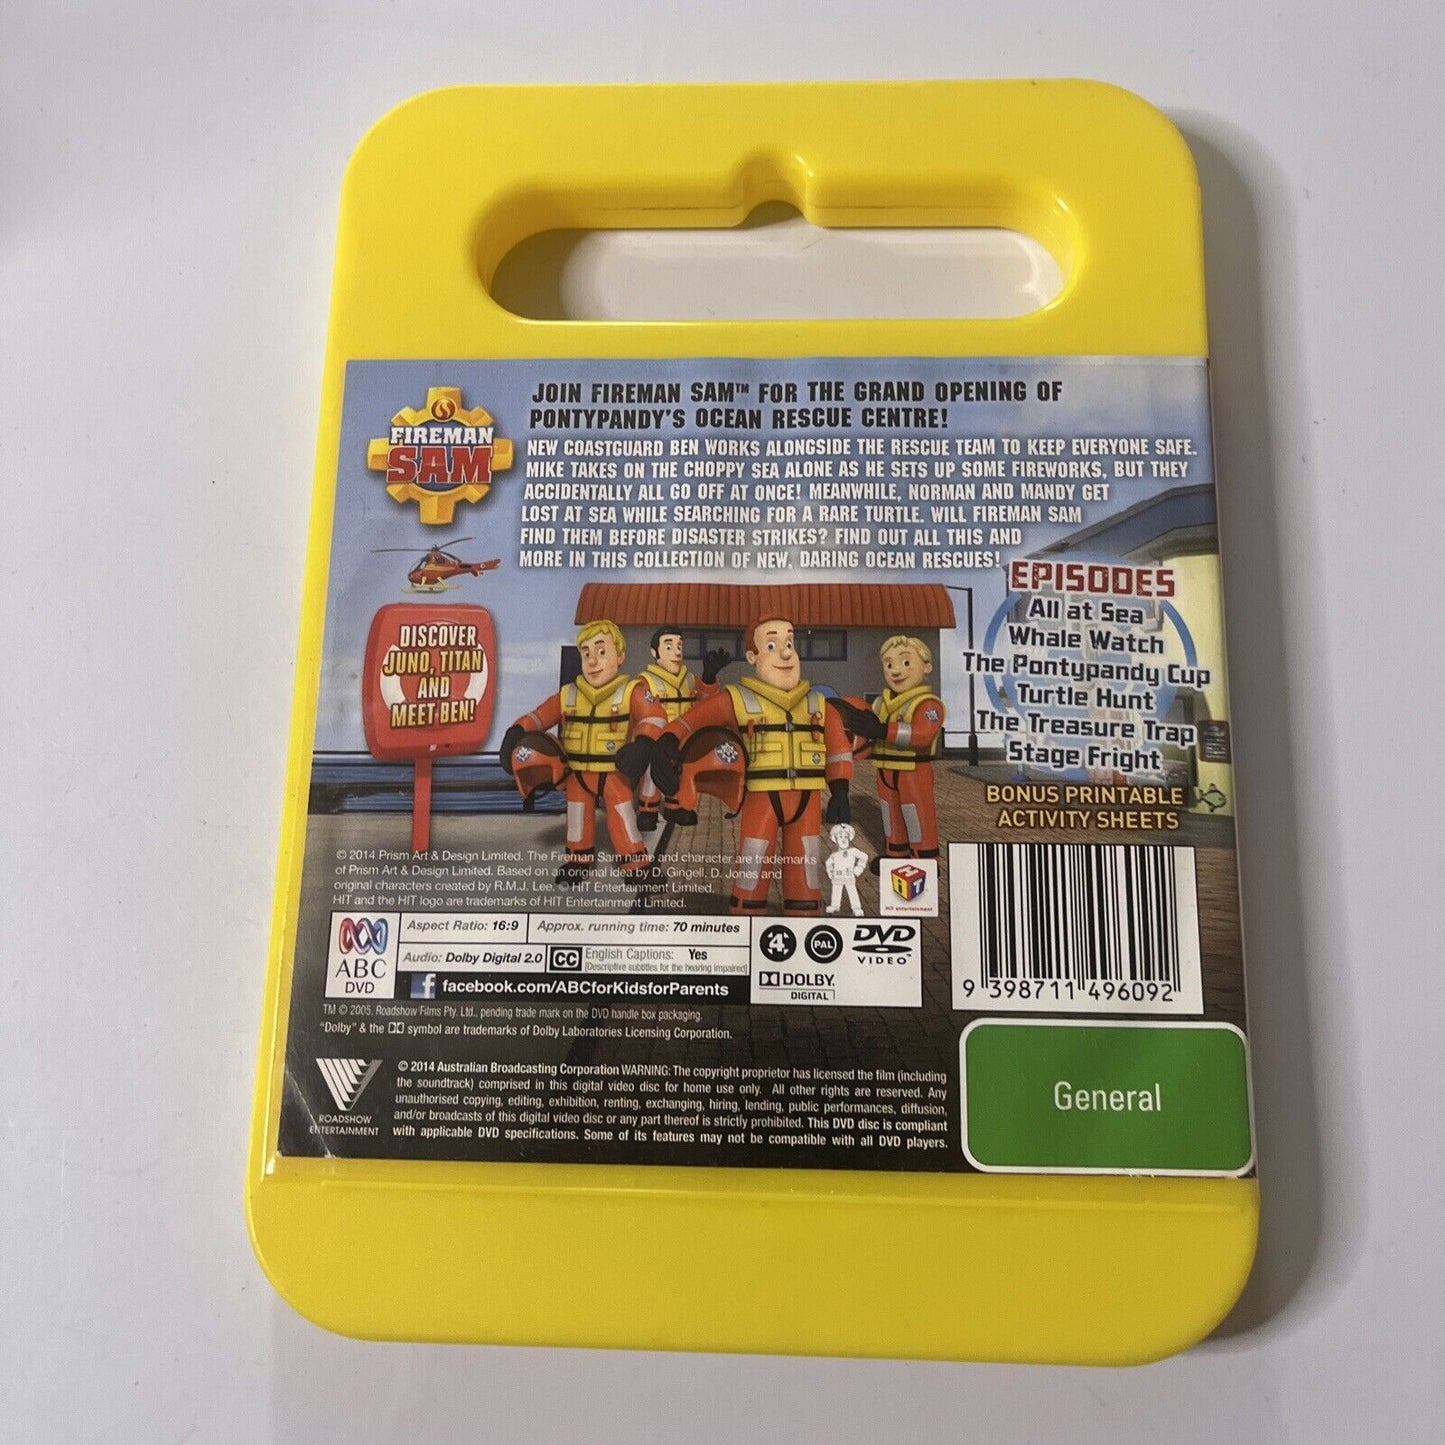 FIREMAN
SAM
JOIN FIREMAN SAM™ FOR THE GRAND OPENING OF
PONTYPANDY'S OCEAN RESCUE CENTRE!
NEW COASTGUARD BEN WORKS ALONGSIDE THE RESCUE TEAM TO KEEP EVERYONE SAFE.
MIKE TAKES ON THE CHOPPY SEA ALONE AS HE SETS UP SOME FIREWORKS, BUT THEY
ACCIDENTALLY ALL GO OFF AT ONCE! MEANWHILE, NORMAN AND MANDY GET
LOST AT SEA WHILE SEARCHING FOR A RARE TURTLE. WILL FIREMAN SAM
FIND THEM BEFORE DISASTER STRIKES? FIND OUT ALL THIS AND
MORE IN THIS COLLECTION OF NEW, DARING OCEAN RESCUES!
DISCOVER
JUNO, TITAN
AND
MEET BEN!
EPISODES
All at Sea
Whale Watch
The Pontypandy Cup
Turtle Hunt
The Treasure Trap
Stage Fright
BONUS PRINTABLE
ACTIVITY SHEETS
© 2014 Prism Art & Design Limited. The Fireman Sam name and character are trademarks
of Prism Art & Design Limited. Based on an original idea by D. Gingell, D. Jones and
original characters created by R.M.J. Lee. © HIT Entertainment Limited.
HIT and the HIT logo are trademarks of HIT Entertainment Limited.
HiT
hit entertainment
ABC
DVD
Aspect Ratio: 16:9
Approx. running time: 70 minutes
Audio: Dolby Digital 2.0
CC
English Captions: Yes
[Descriptive subtitles for the hearing impaired]
f facebook.com/ABCforKidsforParents
4
PAL
DVD
VIDEO™
DOLBY
DIGITAL
9 398711 496092
TM © 2005, Roadshow Films Pty. Ltd., pending trade mark on the DVD handle box packaging.
"Dolby" & the symbol are trademarks of Dolby Laboratories Licensing Corporation.
ROADSHOW
ENTERTAINMENT
© 2014 Australian Broadcasting Corporation WARNING: The copyright proprietor has licensed the film (including
the soundtrack) comprised in this digital video disc for home use only. All other rights are reserved. Any
unauthorised copying, editing, exhibition, renting, exchanging, hiring, lending, public performances, diffusion,
and/or broadcasts of this digital video disc or any part thereof is strictly prohibited. This DVD disc is compliant
with applicable DVD specifications. Some of its features may not be compatible with all DVD players.
General